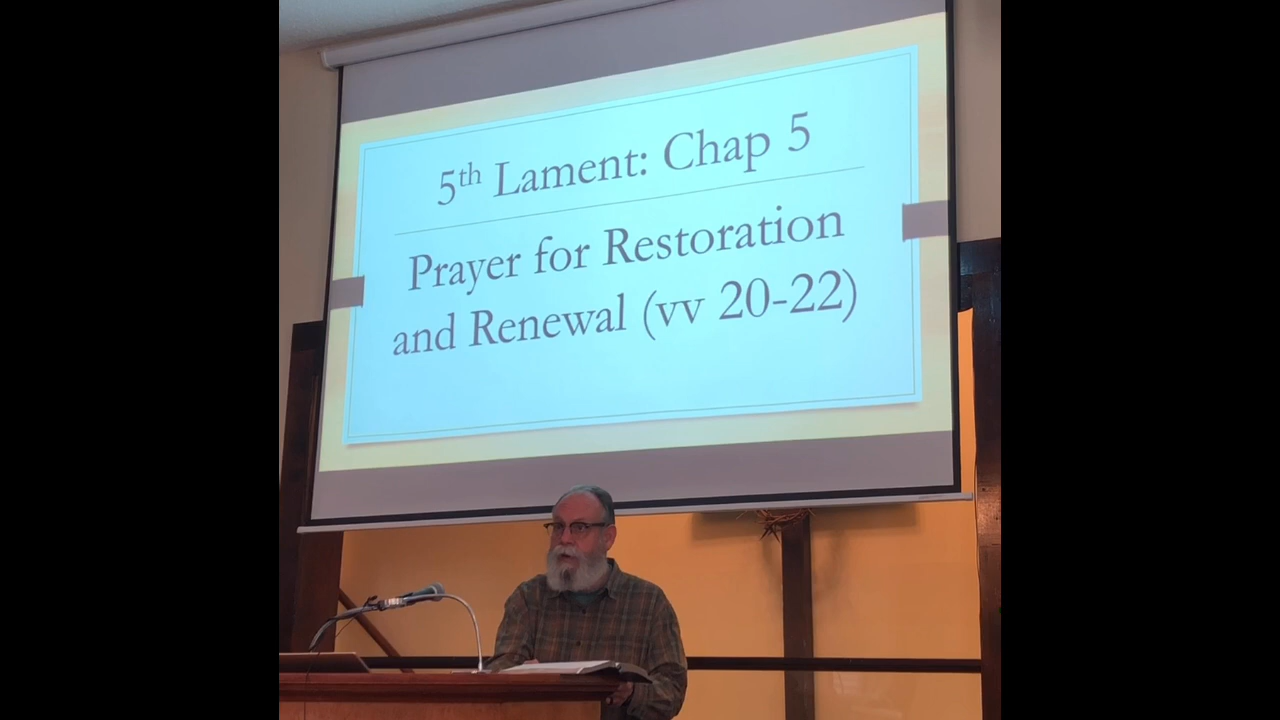 5th Lament: Chap 5
Prayer for Restoration
and Renewal (vv 20-22)